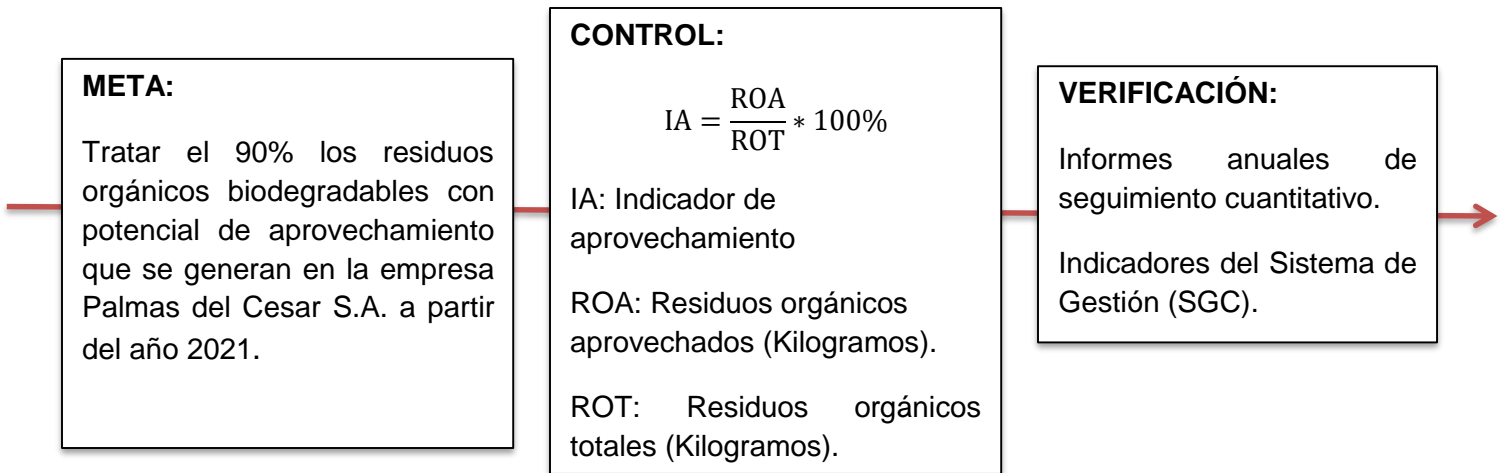 META:
Tratar el 90% los residuos
orgánicos biodegradables con
potencial de aprovechamiento
que se generan en la empresa
Palmas del Cesar S.A. a partir
del año 2021.
CONTROL:
IA = ROA/ROT * 100%
IA: Indicador de
aprovechamiento
ROA: Residuos orgánicos
aprovechados (Kilogramos).
ROT: Residuos orgánicos
totales (Kilogramos).
VERIFICACIÓN:
Informes anuales de
seguimiento cuantitativo.
Indicadores del Sistema de
Gestión (SGC).